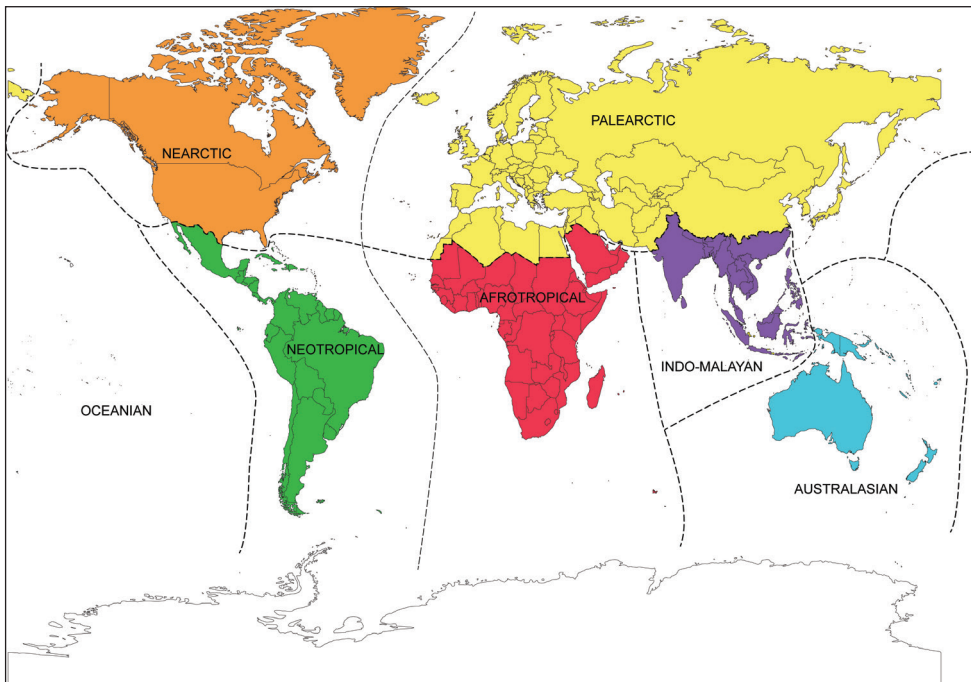 PALEARCTIC
NEARCTIC
AFROTROPICAL
NEOTROPICAL
INDO-MALAYAN
OCEANIAN
AUSTRALASIAN